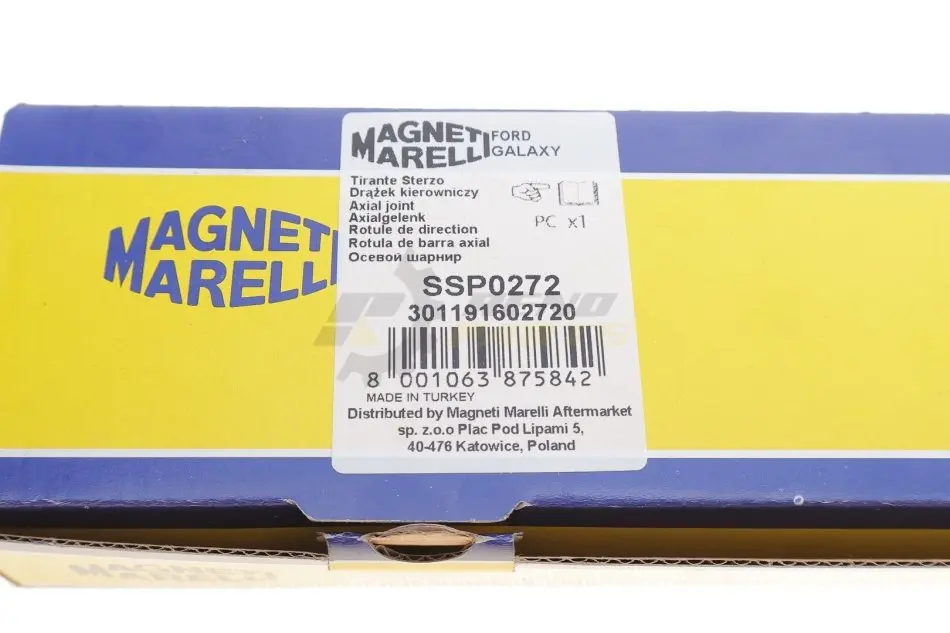 MAGNETI
MARELLI
FORD
GALAXY
Tirante Sterzo
Drążek kierowniczy
Axial joint
Axialgelenk
Rotule de direction
Rotula de barra axial
Осевой шарнир
PC x1
SSP0272
301191602720
8 001063 875842
MADE IN TURKEY
Distributed by Magneti Marelli Aftermarket
sp. z.o.o Plac Pod Lipami 5,
40-476 Katowice, Poland
MAGNETI
MARELLI
MAGNETI MARELLI